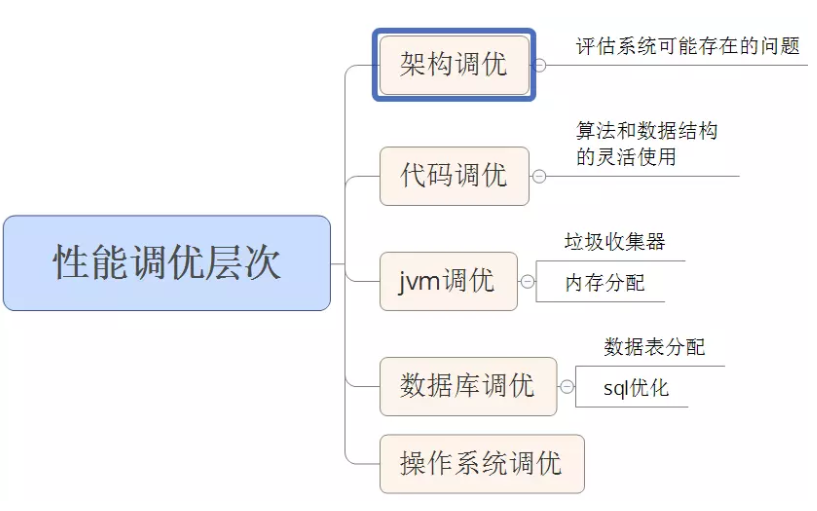 性能调优层次
架构调优
评估系统可能存在的问题
代码调优
算法和数据结构
的灵活使用
jvm调优
垃圾收集器
内存分配
数据库调优
数据表分配
sql优化
操作系统调优